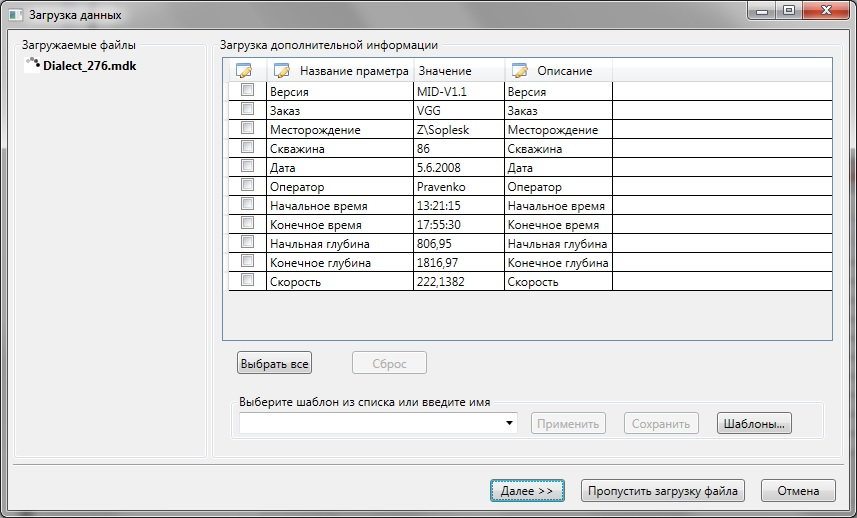 Загрузка данных
Загружаемые файлы
Dialect_276.mdk
Загрузка дополнительной информации
Название праметра Значение Описание
Версия MID-V1.1 Версия
Заказ VGG Заказ
Месторождение Z\Soplesk Месторождение
Скважина 86 Скважина
Дата 5.6.2008 Дата
Оператор Pravenko Оператор
Начальное время 13:21:15 Начальное время
Конечное время 17:55:30 Конечное время
Начльная глубина 806,95 Начльная глубина
Конечное глубина 1816,97 Конечное глубина
Скорость 222,1382 Скорость
Выбрать все Сброс
Выберите шаблон из списка или введите имя
Применить Сохранить Шаблоны...
Далее >> Пропустить загрузку файла Отмена